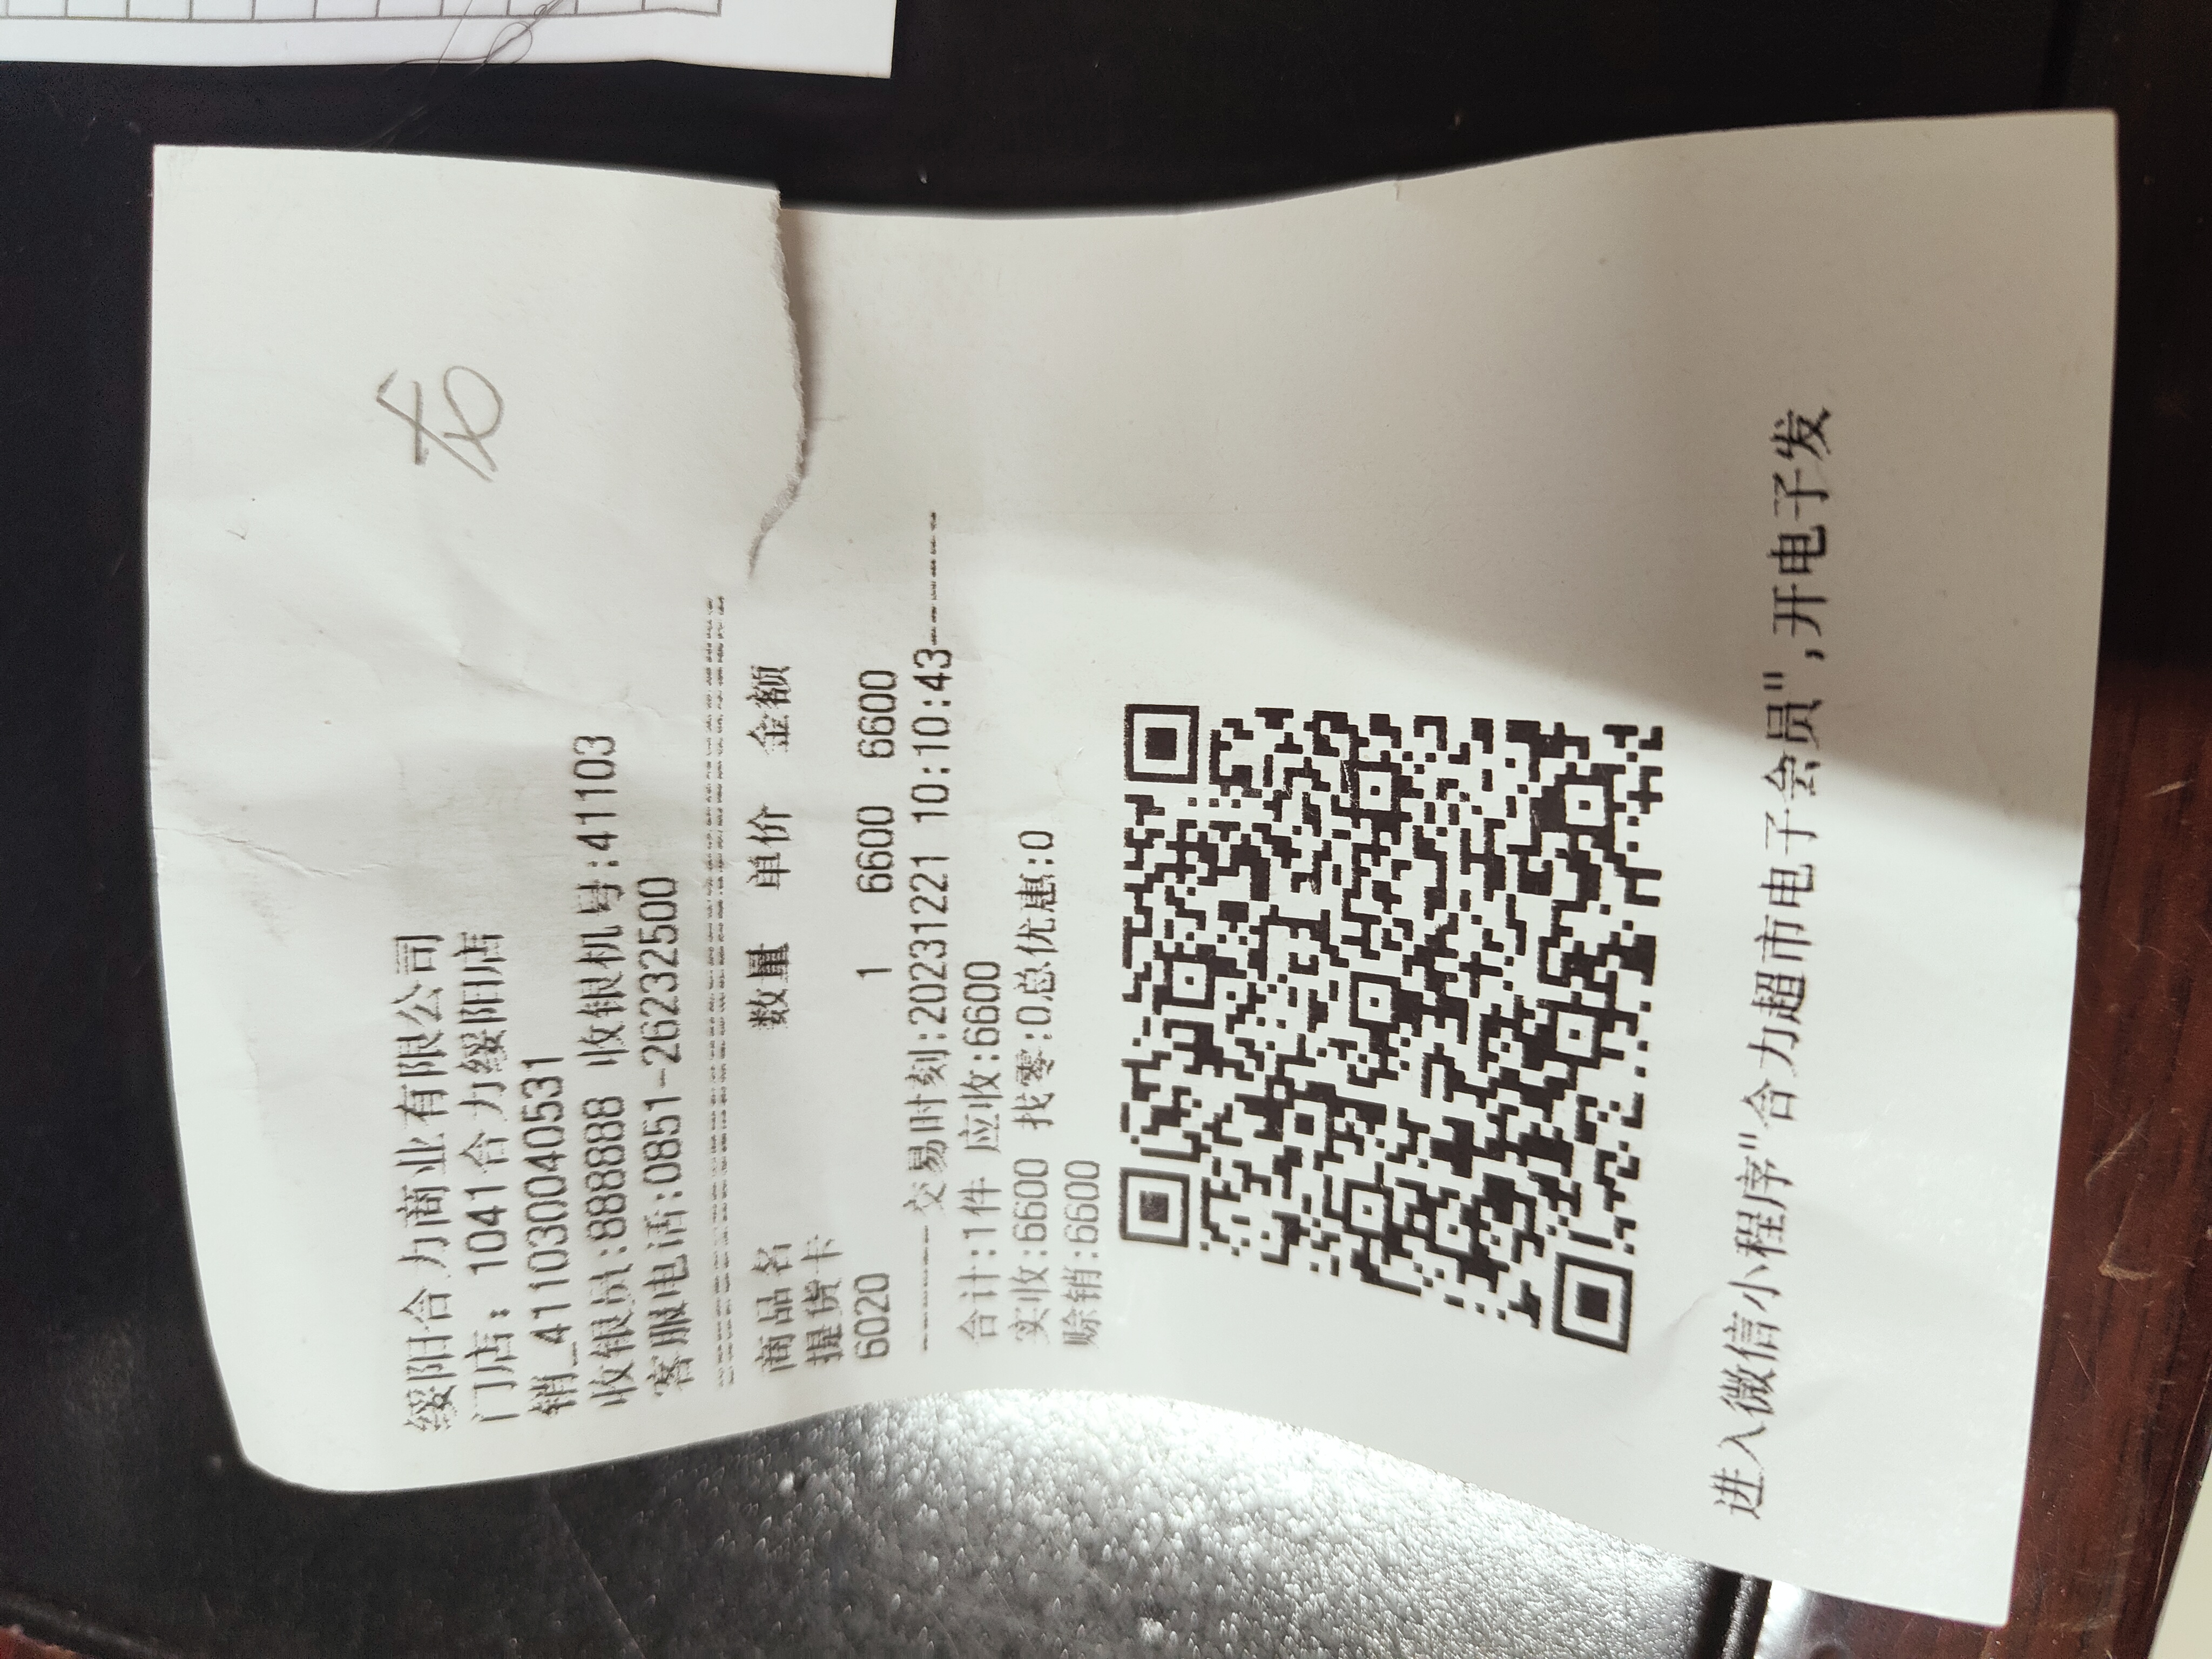 绥阳合力商业有限公司
门店: 1041合力绥阳店
销_4110300040531
收银员:888888 收银机号:41103
客服电话:0851-26232500
商品名 数量 单价 金额
提货卡
6020 1 6600 6600
--------交易时刻:20231221 10:10:43--------
合计:1件 应收:6600
实收:6600 找零:0总优惠:0
赊销:6600
进入微信小程序"合力超市电子会员",开电子发